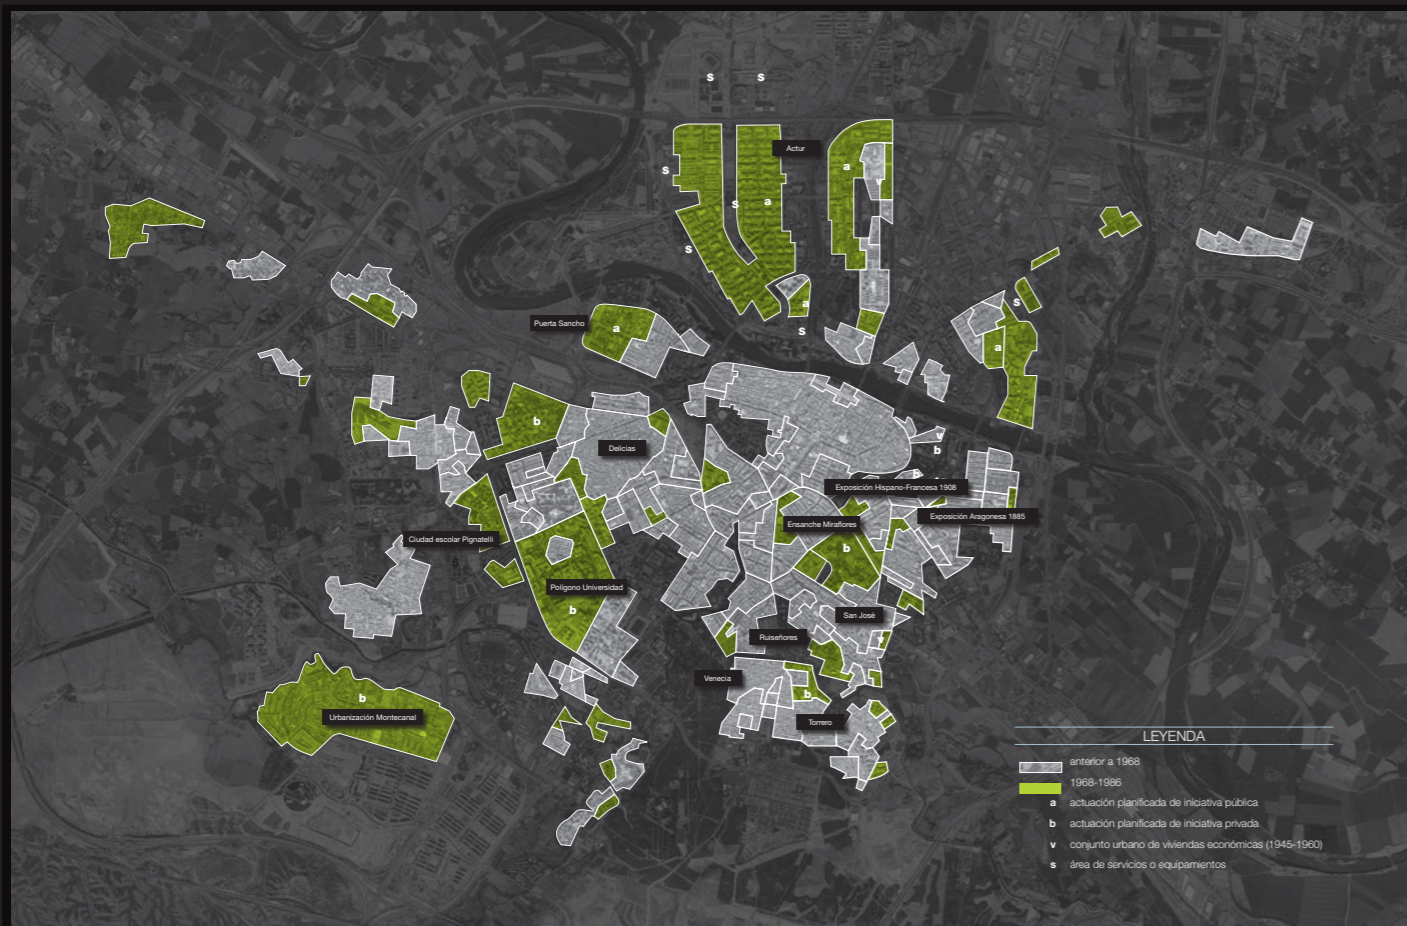 s s
Actur
a
s
v
s
a
s
a
s
s
Puerta Sancho
a
a
b
Delicias
v
b
b
Exposición Hispano-Francesa 1908
Exposición Aragonesa 1885
Ensanche Miraflores
Ciudad escolar Pignatelli
b
s
Polígono Universidad
b
San José
Ruiseñores
v
Venecia
b
b
Urbanización Montecanal
Torrero
LEYENDA
anterior a 1968
1968-1986
a actuación planificada de iniciativa pública
b actuación planificada de iniciativa privada
v conjunto urbano de viviendas económicas (1945-1960)
s área de servicios o equipamientos